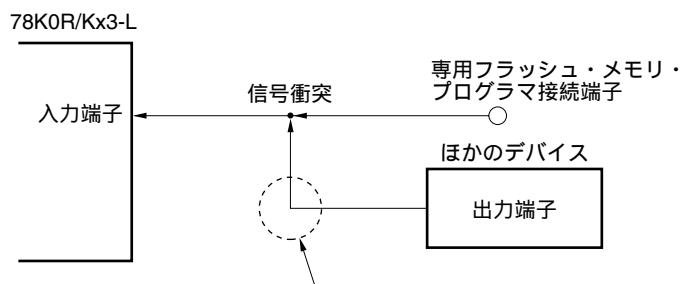 78K0R/Kx3-L
専用フラッシュ・メモリ・
プログラマ接続端子
信号衝突
入力端子
ほかのデバイス
出力端子